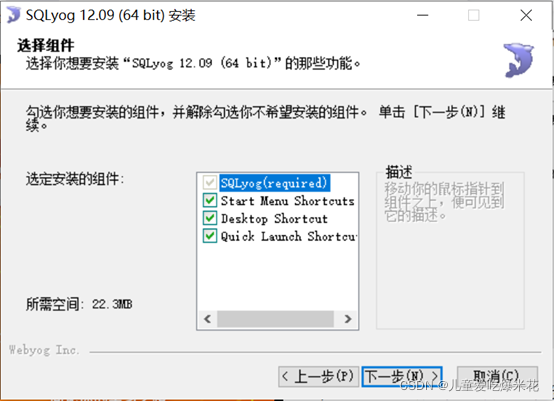 SQLyog 12.09 (64 bit) 安装
选择组件
选择你想要安装“SQLyog 12.09 (64 bit)”的那些功能。
勾选你想要安装的组件，并解除勾选你不希望安装的组件。 单击 [下一步(N)] 继
续。
选定安装的组件:
SQLyog(required)
Start Menu Shortcuts
Desktop Shortcut
Quick Launch Shortcu
描述
移动你的鼠标指针到
组件之上，便可见到
它的描述。
所需空间: 22.3MB
Webyog Inc.
< 上一步(P)
下一步(N) >
取消(C)
CSDN @儿童爱吃爆米花